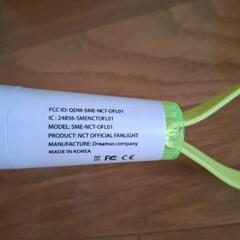 FCC ID: QDM-SME-NCT-OFL01
IC : 24856-SMENCTOFL01
MODEL: SME-NCT-OFL01
PRODUCT: NCT OFFICIAL FANLIGHT
MANUFACTURE: Dreamus company
MADE IN KOREA
FC CE